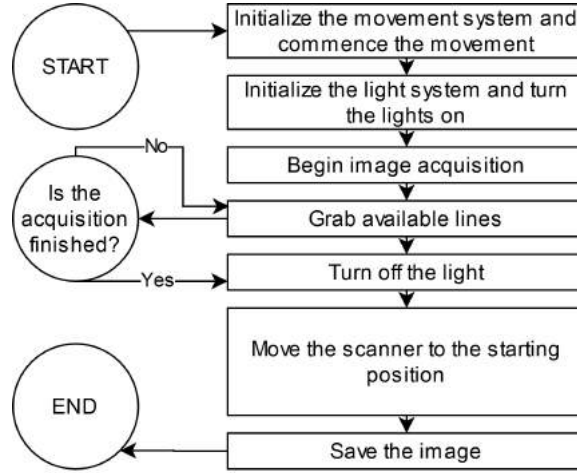 START
Initialize the movement system and
commence the movement
Initialize the light system and turn
the lights on
No
Begin image acquisition
Is the
acquisition
finished?
Grab available lines
Yes
Turn off the light
Move the scanner to the starting
position
END
Save the image